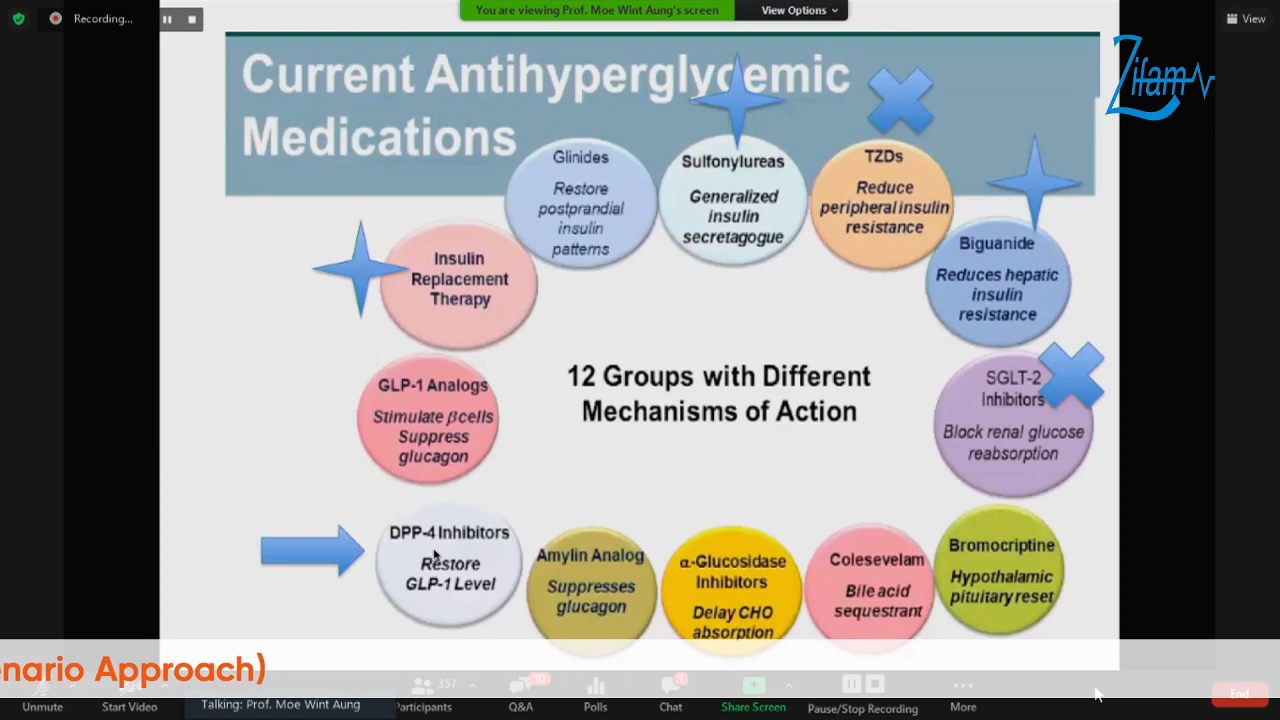 Recording...
You are viewing Prof. Moe Wint Aung's screen
View Options
View
Zifam
Current Antihyperglycemic
Medications
Glinides
Restore
postprandial
insulin
patterns
Sulfonylureas
Generalized
insulin
secretagogue
TZDs
Reduce
peripheral insulin
resistance
Biguanide
Reduces hepatic
insulin
resistance
Insulin
Replacement
Therapy
12 Groups with Different
Mechanisms of Action
GLP-1 Analogs
Stimulate βcells
Suppress
glucagon
SGLT-2
Inhibitors
Block renal glucose
reabsorption
DPP-4 Inhibitors
Restore
GLP-1 Level
Amylin Analog
Suppresses
glucagon
α-Glucosidase
Inhibitors
Delay CHO
absorption
Colesevelam
Bile acid
sequestrant
Bromocriptine
Hypothalamic
pituitary reset
enario Approach)
Unmute
Start Video
Talking: Prof. Moe Wint Aung
357
Participants
10
Q&A
Polls
1
Chat
Share Screen
Pause/Stop Recording
More
End